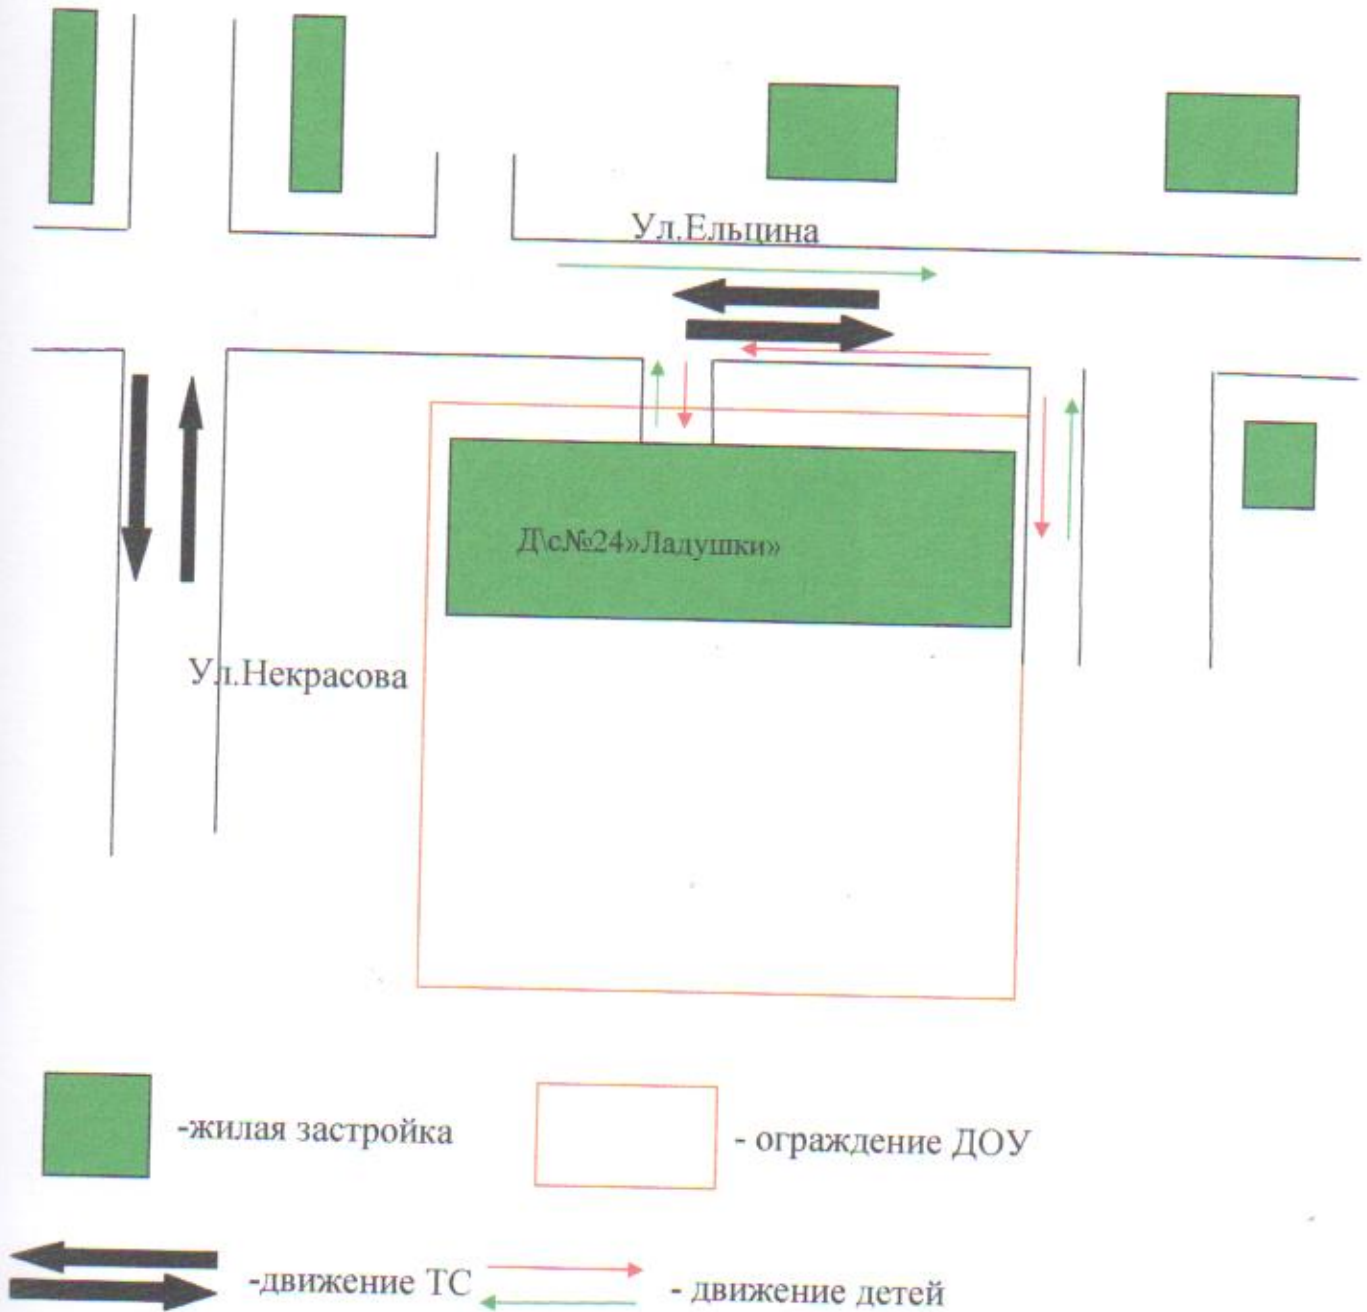 Ул.Ельцина
Д\с№24»Ладушки»
Ул.Некрасова
-жилая застройка
- ограждение ДОУ
-движение ТС
- движение детей